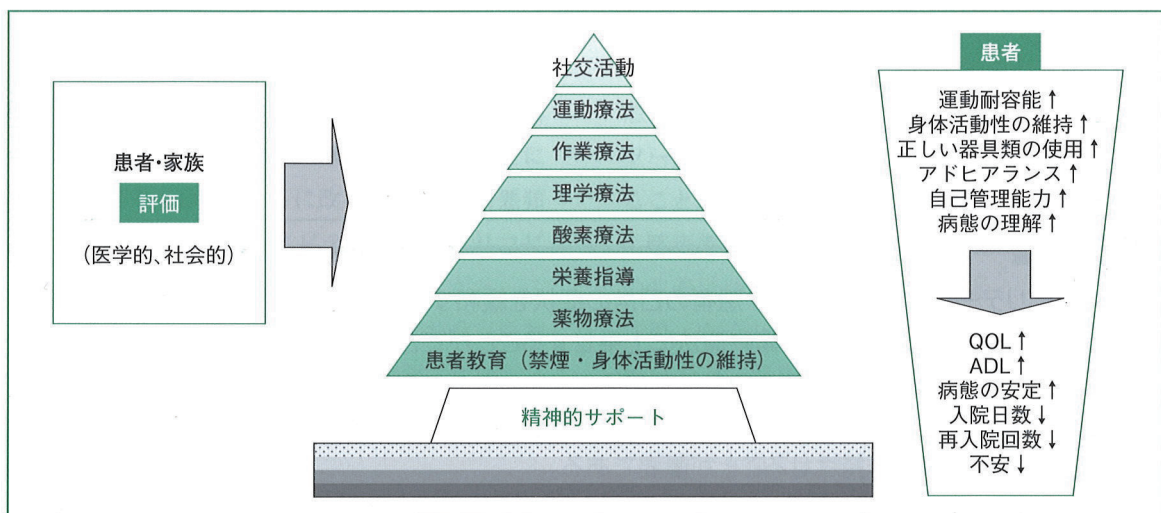 患者・家族
評価
（医学的、社会的）
社交活動
運動療法
作業療法
理学療法
酸素療法
栄養指導
薬物療法
患者教育（禁煙・身体活動性の維持）
精神的サポート
患者
運動耐容能↑
身体活動性の維持↑
正しい器具類の使用↑
アドヒアランス↑
自己管理能力↑
病態の理解↑
QOL↑
ADL↑
病態の安定↑
入院日数↓
再入院回数↓
不安↓